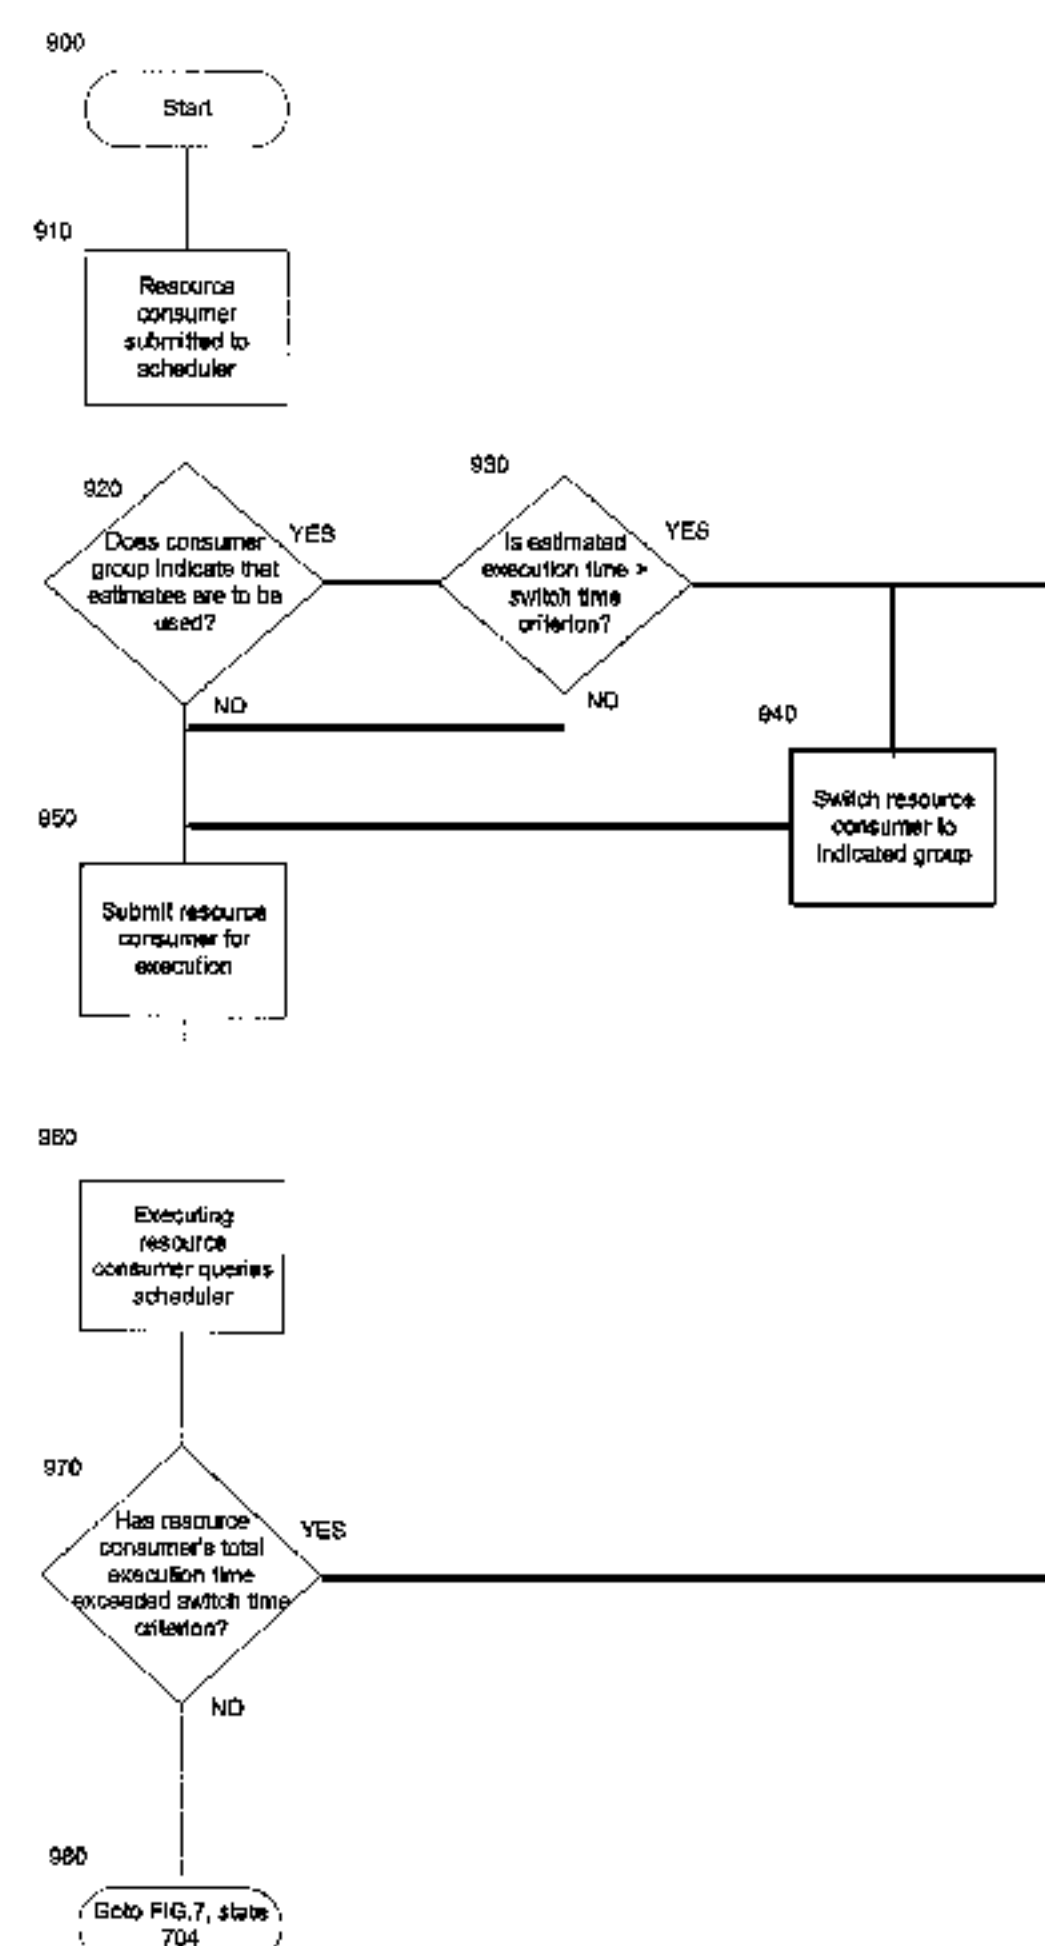 900
Start
910
Resource
consumer
submitted to
scheduler
920
Does consumer
group indicate that
estimates are to be
used?
YES
NO
930
Is estimated
execution time >
switch time
criterion?
YES
NO
940
Switch resource
consumer to
indicated group
950
Submit resource
consumer for
execution
960
Executing
resource
consumer queries
scheduler
970
Has resource
consumer's total
execution time
exceeded switch time
criterion?
YES
NO
980
Goto FIG.7, state
704